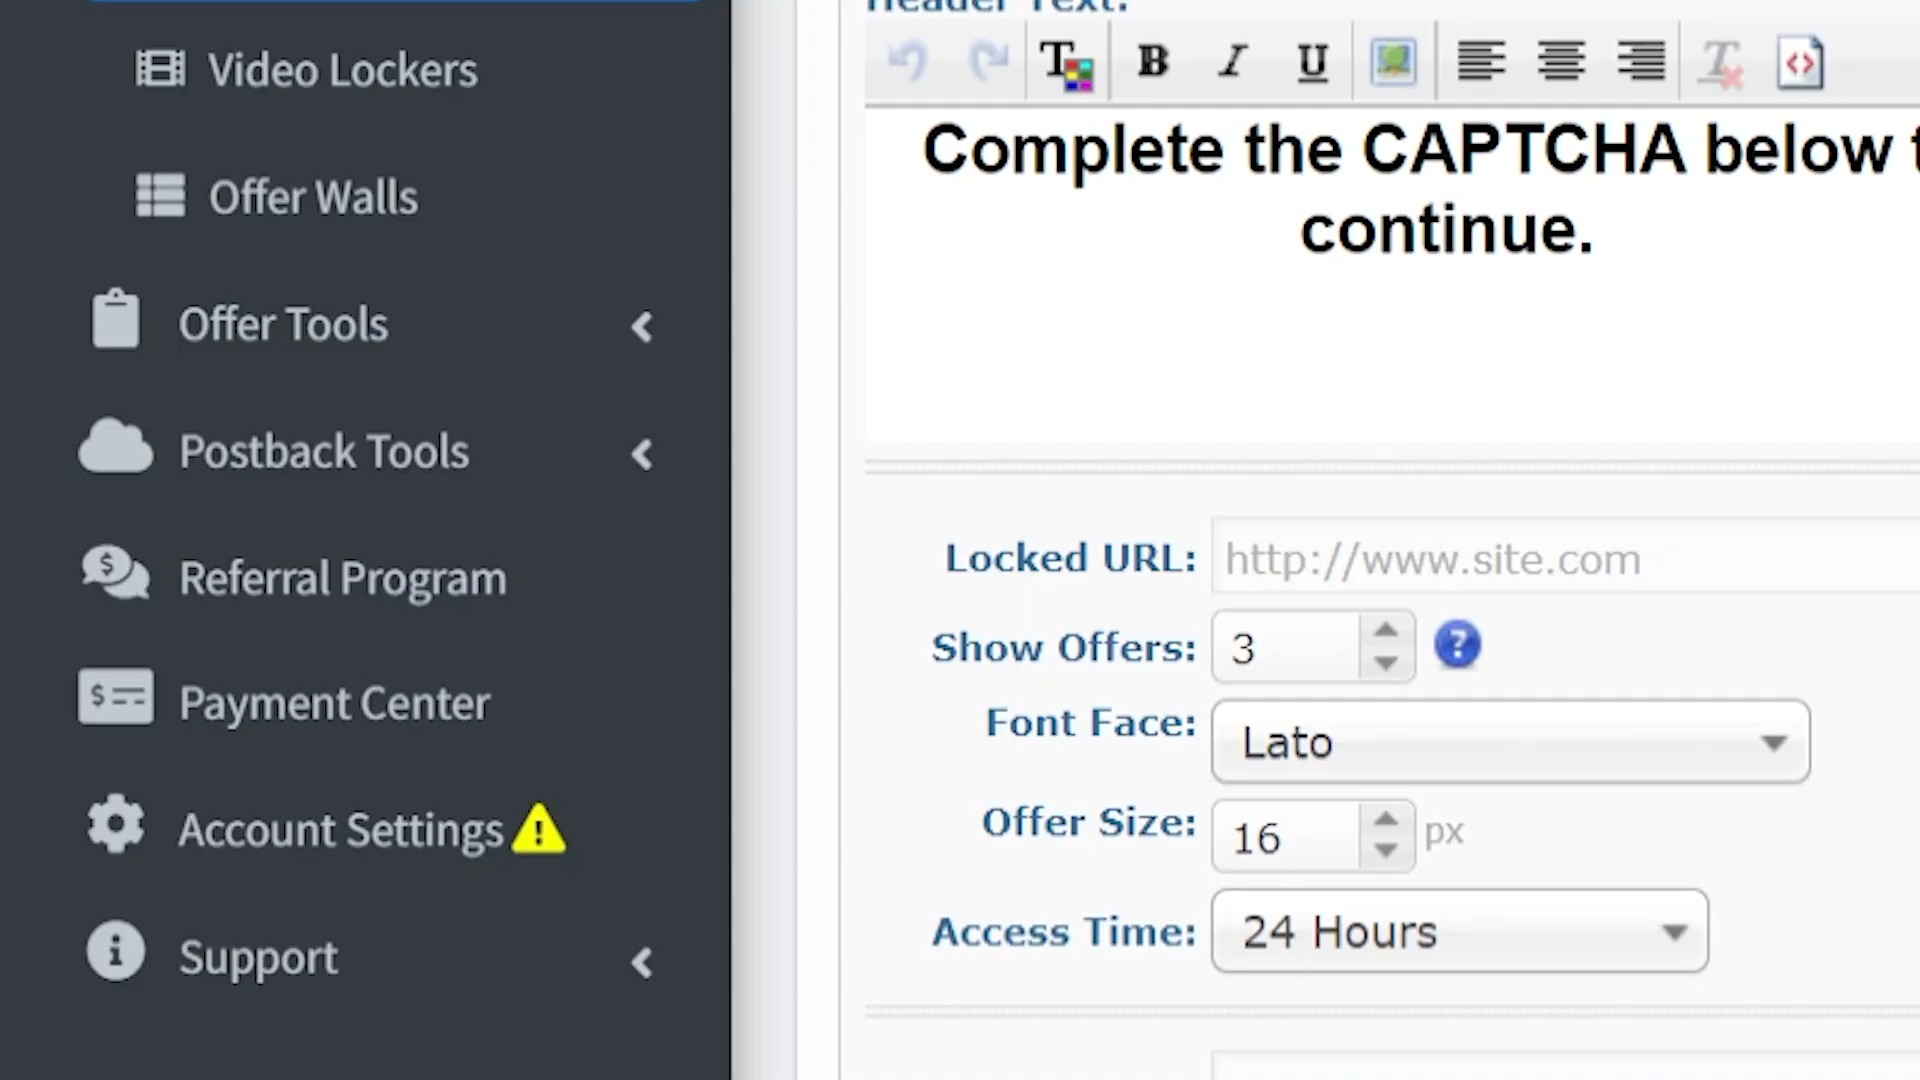 Video Lockers
Offer Walls
Offer Tools
Postback Tools
Referral Program
Payment Center
Account Settings
Support
Header Text:
Complete the CAPTCHA below
continue.
Locked URL: http://www.site.com
Show Offers: 3
Font Face: Lato
Offer Size: 16 px
Access Time: 24 Hours